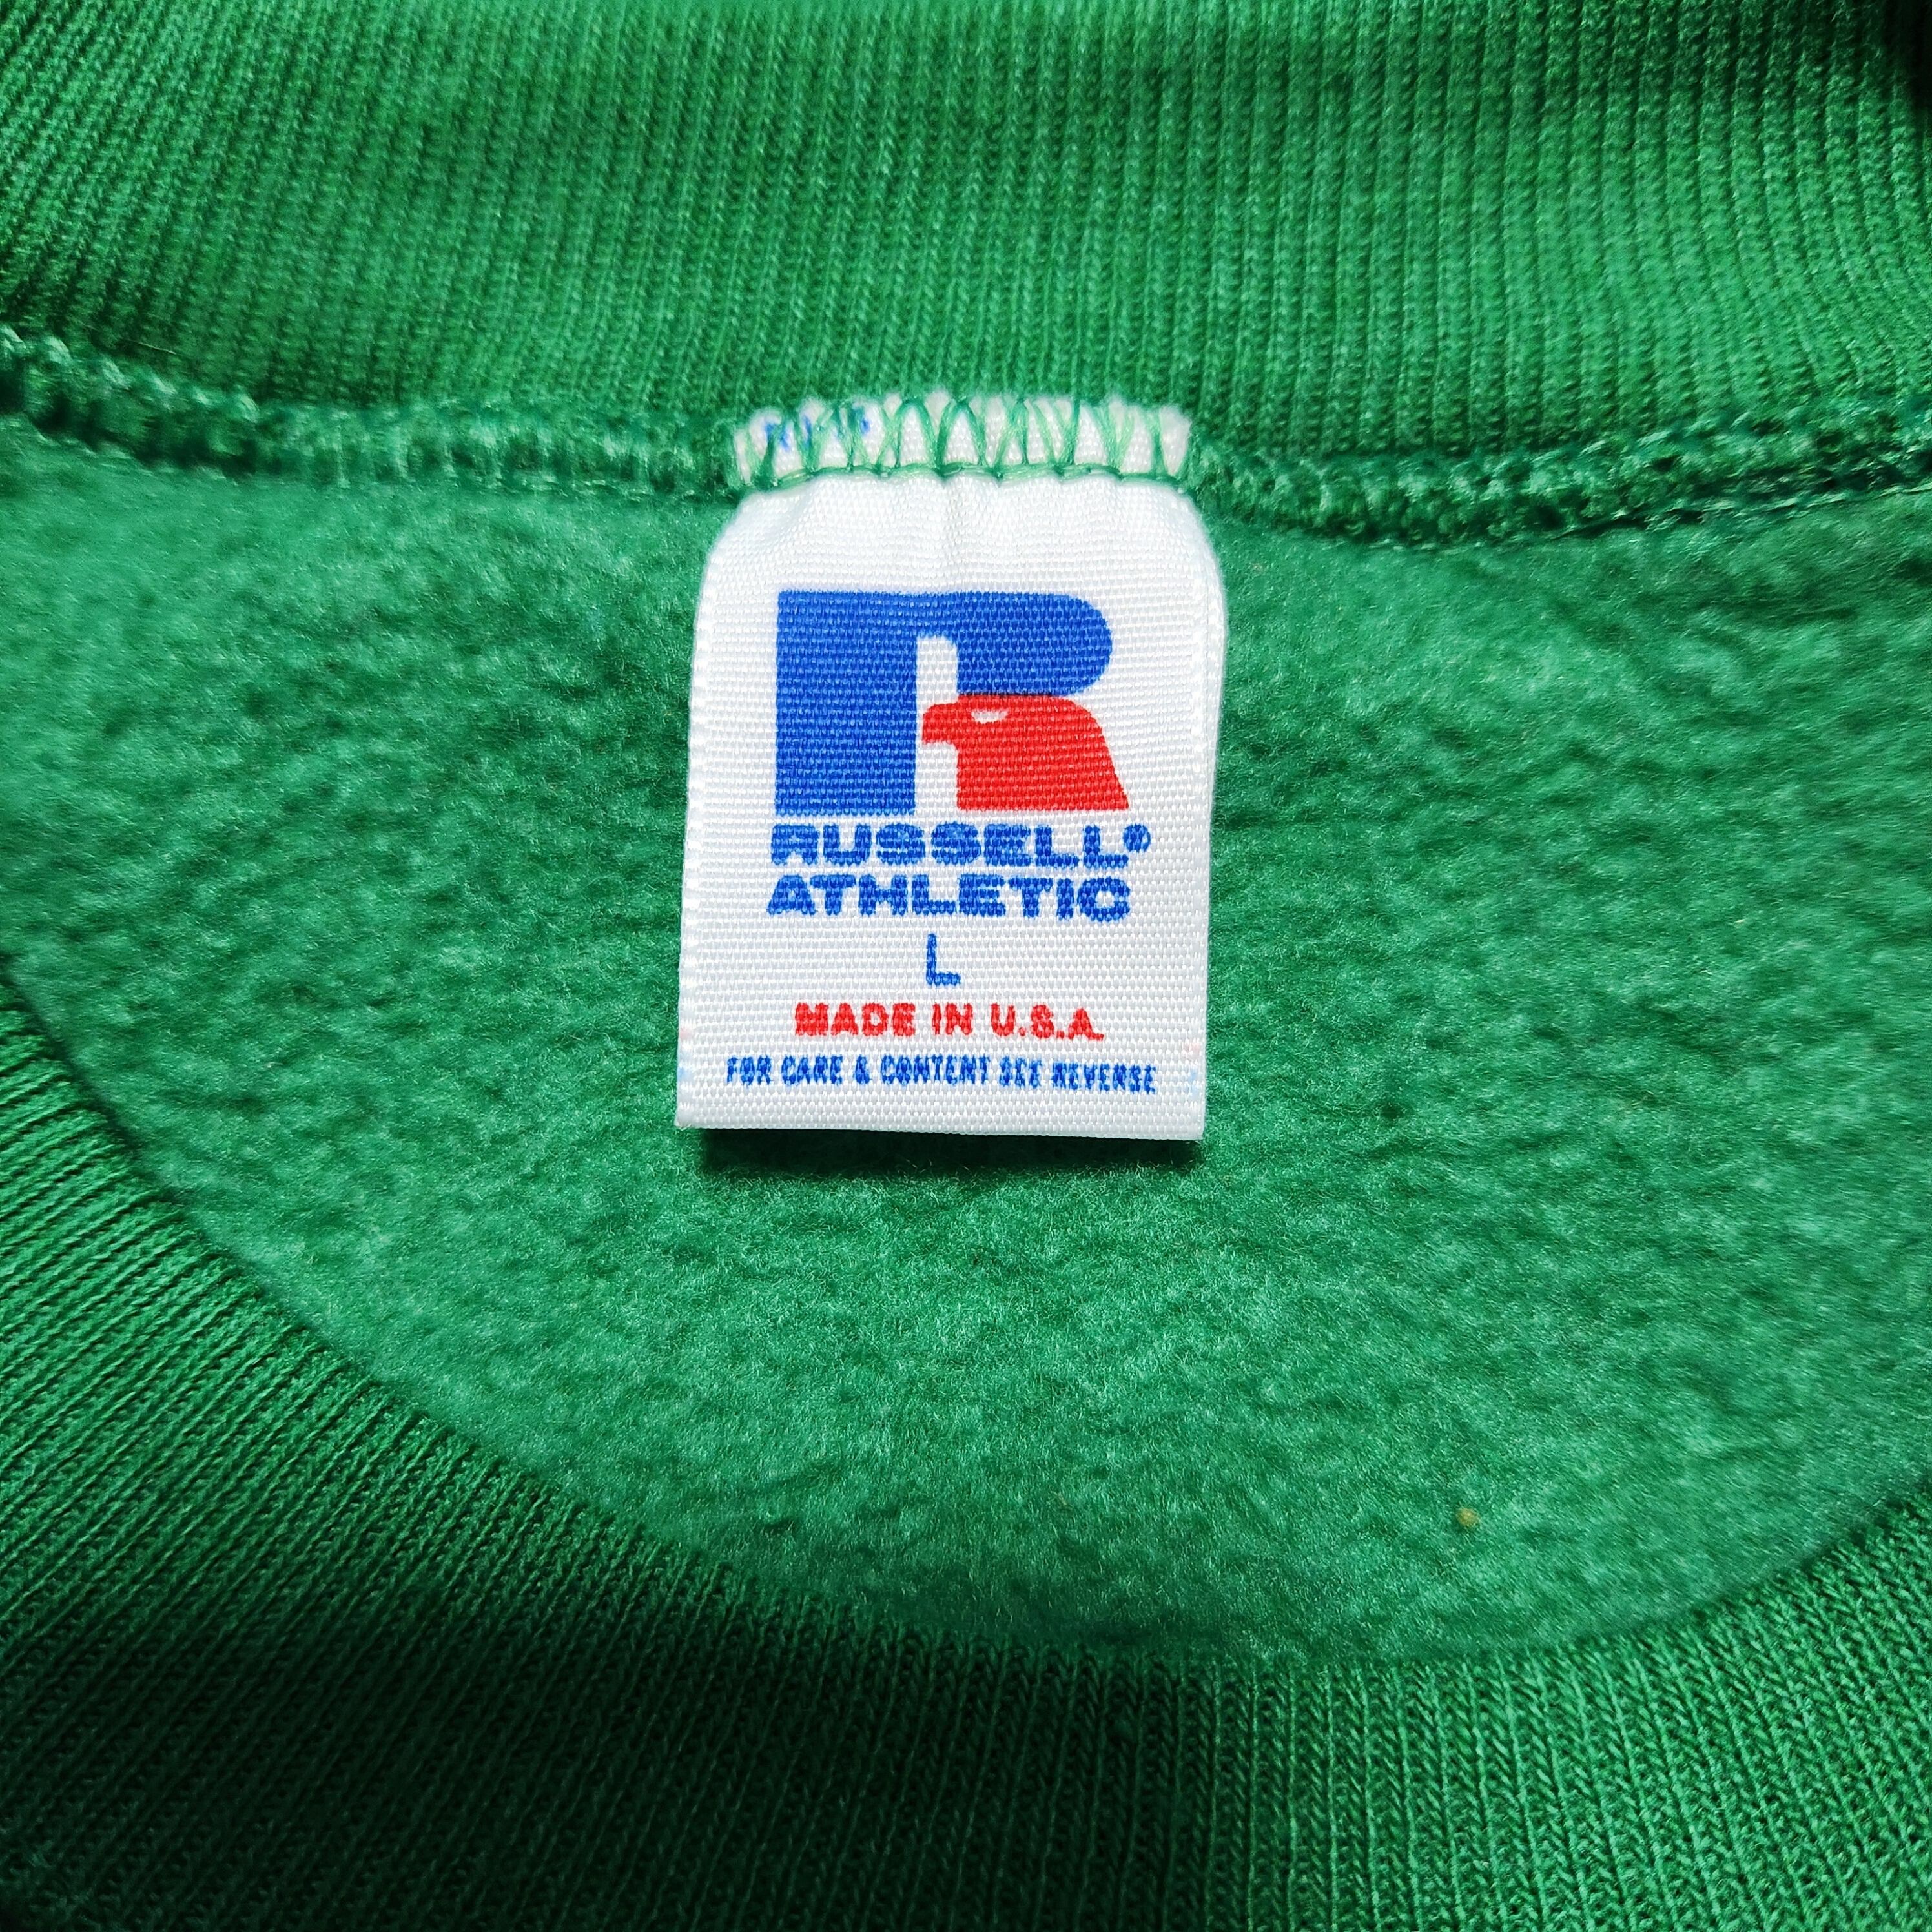 RUSSELL®
ATHLETIC
L
MADE IN U.S.A.
FOR CARE & CONTENT SEE REVERSE